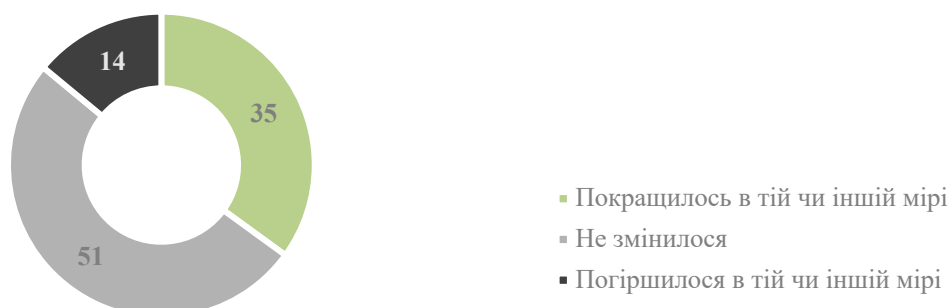 14
35
51
Покращилось в тій чи іншій мірі
Не змінилося
Погіршилося в тій чи іншій мірі